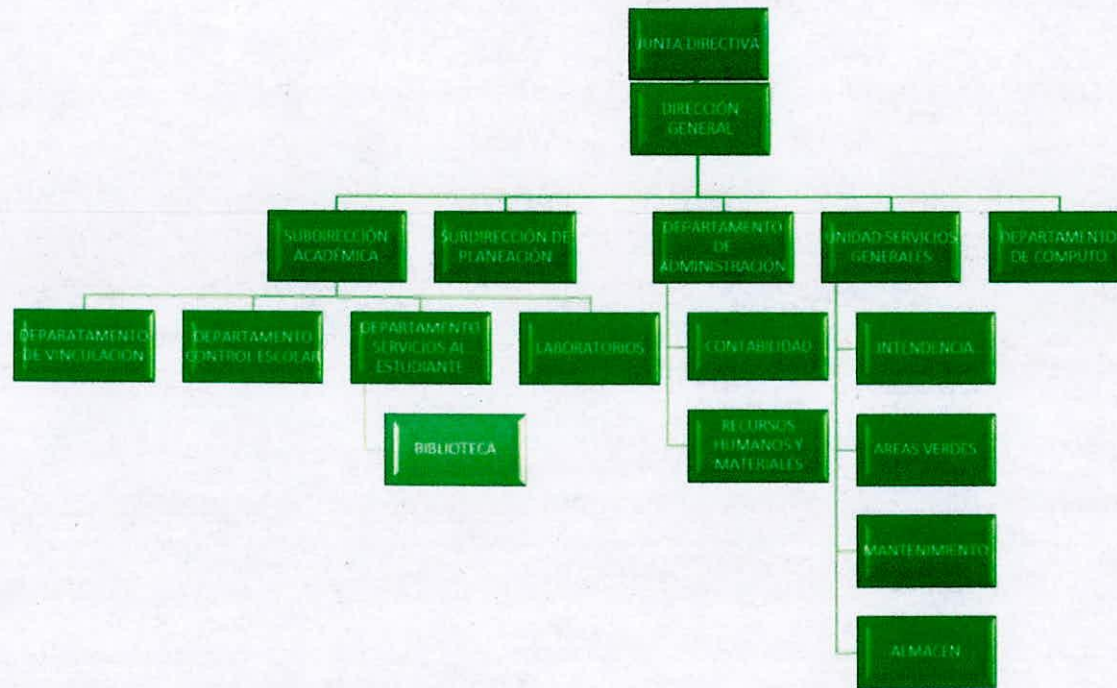 JUNTA DIRECTIVA
DIRECCIÓN
GENERAL
SUBDIRECCIÓN
ACADÉMICA
SUBDIRECCIÓN DE
PLANEACIÓN
DEPARTAMENTO
DE
ADMINISTRACIÓN
UNIDAD SERVICIOS
GENERALES
DEPARTAMENTO
DE COMPUTO
DEPARATAMENTO
DE VINCULACIÓN
DEPARTAMENTO
CONTROL ESCOLAR
DEPARTAMENTO
SERVICIOS AL
ESTUDIANTE
LABORATORIOS
CONTABILIDAD
INTENDENCIA
BIBLIOTECA
RECURSOS
HUMANOS Y
MATERIALES
AREAS VERDES
MANTENIMIENTO
ALMACEN